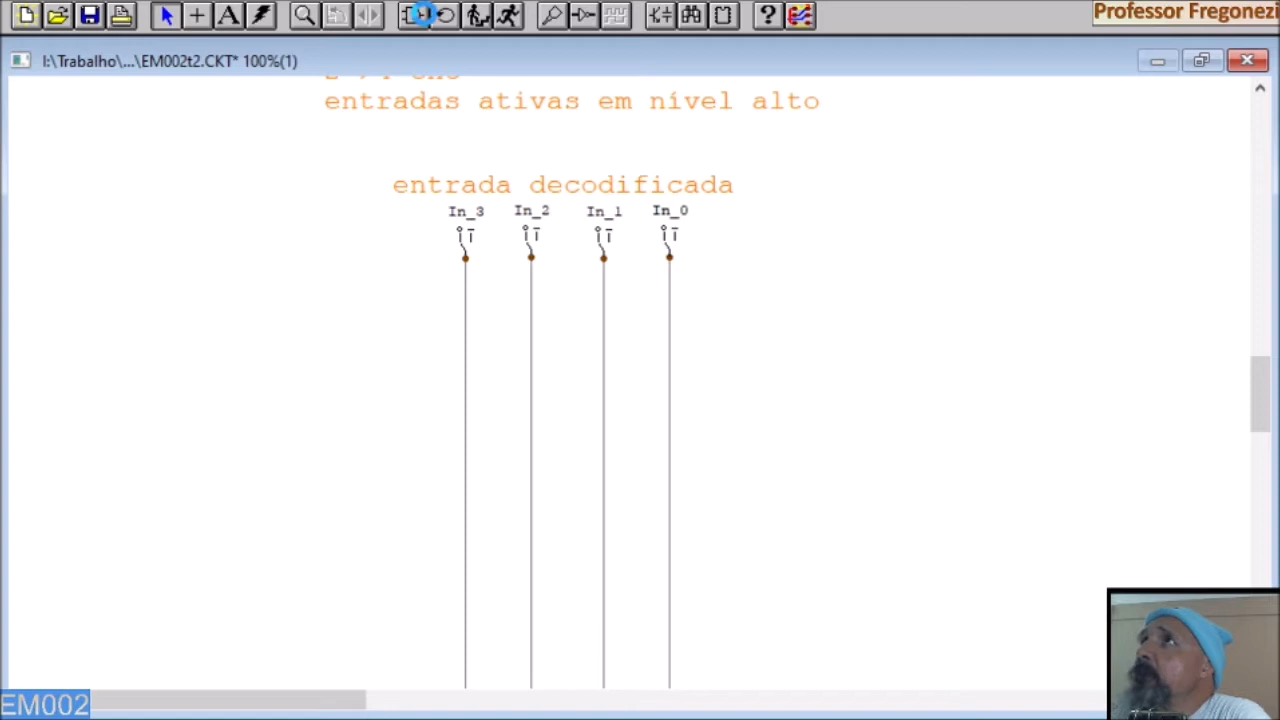 Professor Fregonezi
I:\Trabalho\...\EM002t2.CKT* 100%(1)
entradas ativas em nível alto
entrada decodificada
In_3 In_2 In_1 In_0
EM002